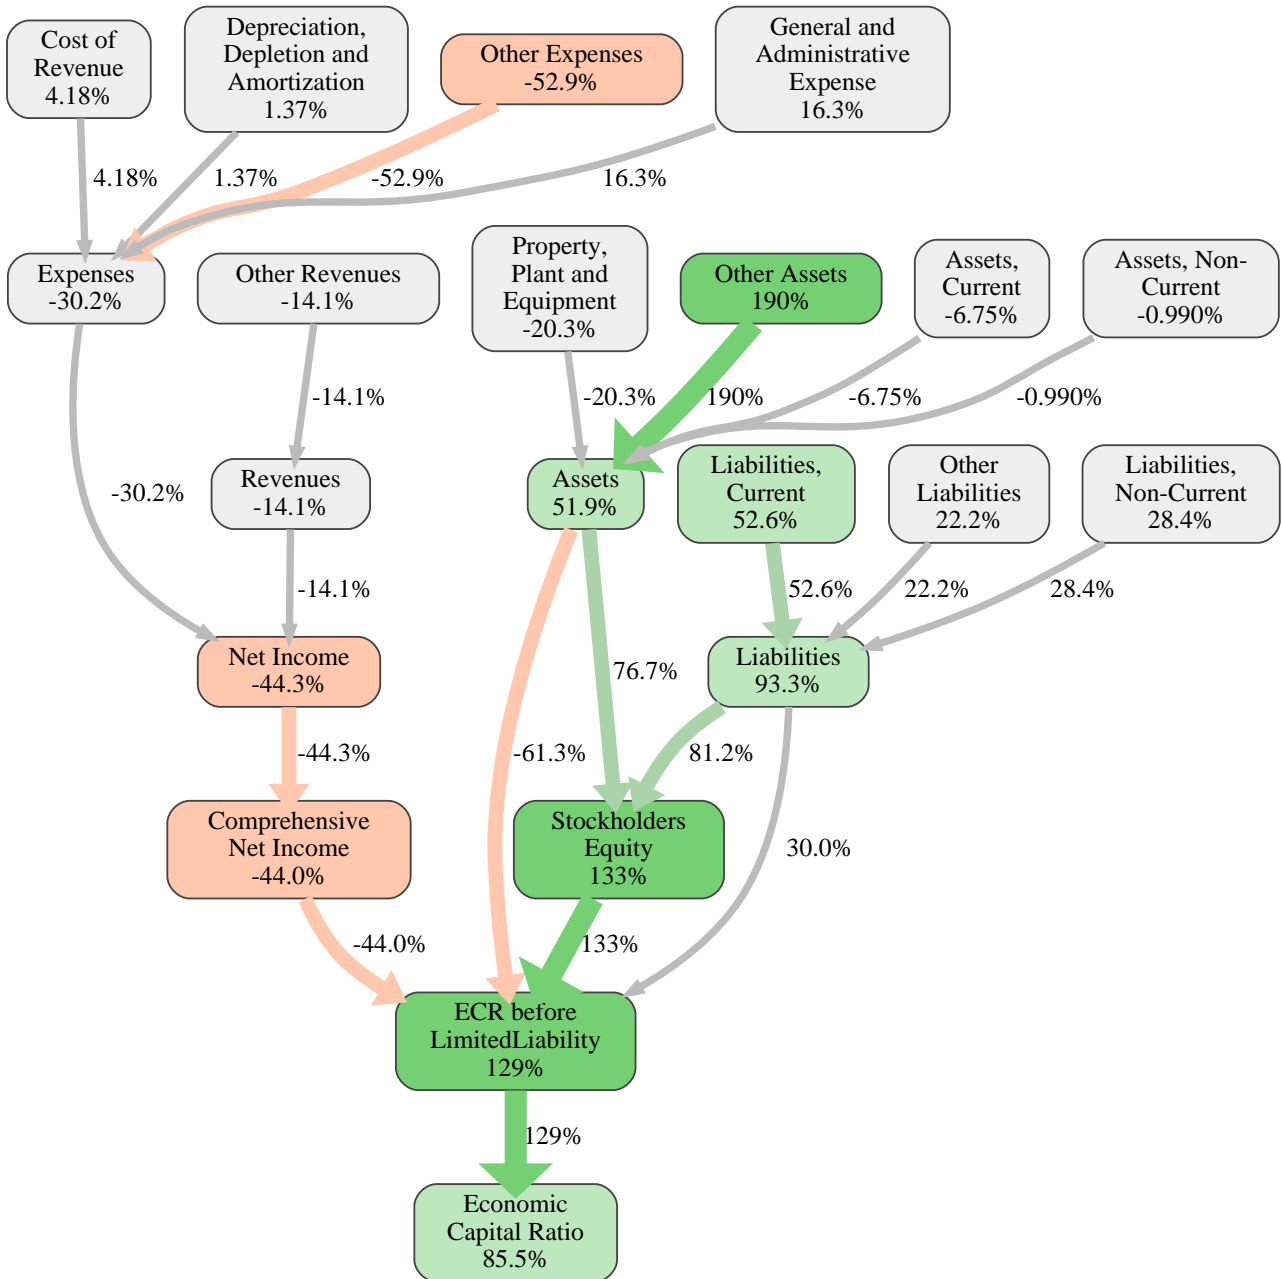 Cost of
Revenue
4.18%
Depreciation,
Depletion and
Amortization
1.37%
Other Expenses
-52.9%
General and
Administrative
Expense
16.3%
4.18%
1.37%
-52.9%
16.3%
Expenses
-30.2%
Other Revenues
-14.1%
Property,
Plant and
Equipment
-20.3%
Other Assets
190%
Assets,
Current
-6.75%
Assets, Non-
Current
-0.990%
-14.1%
-20.3%
190%
-6.75%
-0.990%
-30.2%
Revenues
-14.1%
Assets
51.9%
Liabilities,
Current
52.6%
Other
Liabilities
22.2%
Liabilities,
Non-Current
28.4%
-14.1%
52.6%
22.2%
28.4%
Net Income
-44.3%
76.7%
Liabilities
93.3%
-44.3%
-61.3%
81.2%
Comprehensive
Net Income
-44.0%
Stockholders
Equity
133%
30.0%
-44.0%
133%
ECR before
LimitedLiability
129%
129%
Economic
Capital Ratio
85.5%